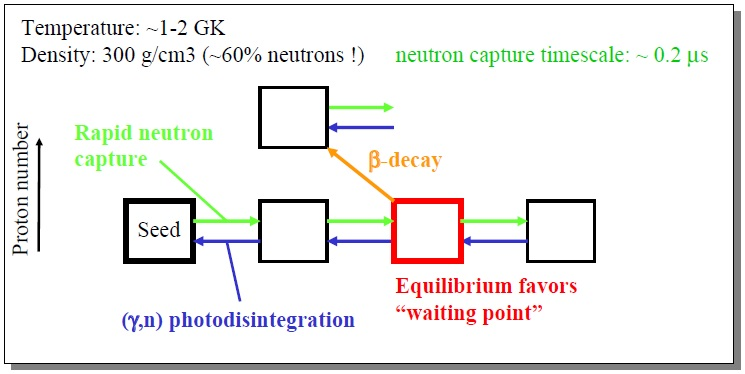 Temperature: ~1-2 GK
Density: 300 g/cm3 (~60% neutrons !)
neutron capture timescale: ~ 0.2 μs
Proton number
Rapid neutron
capture
β-decay
Seed
Equilibrium favors
“waiting point”
(γ,n) photodisintegration